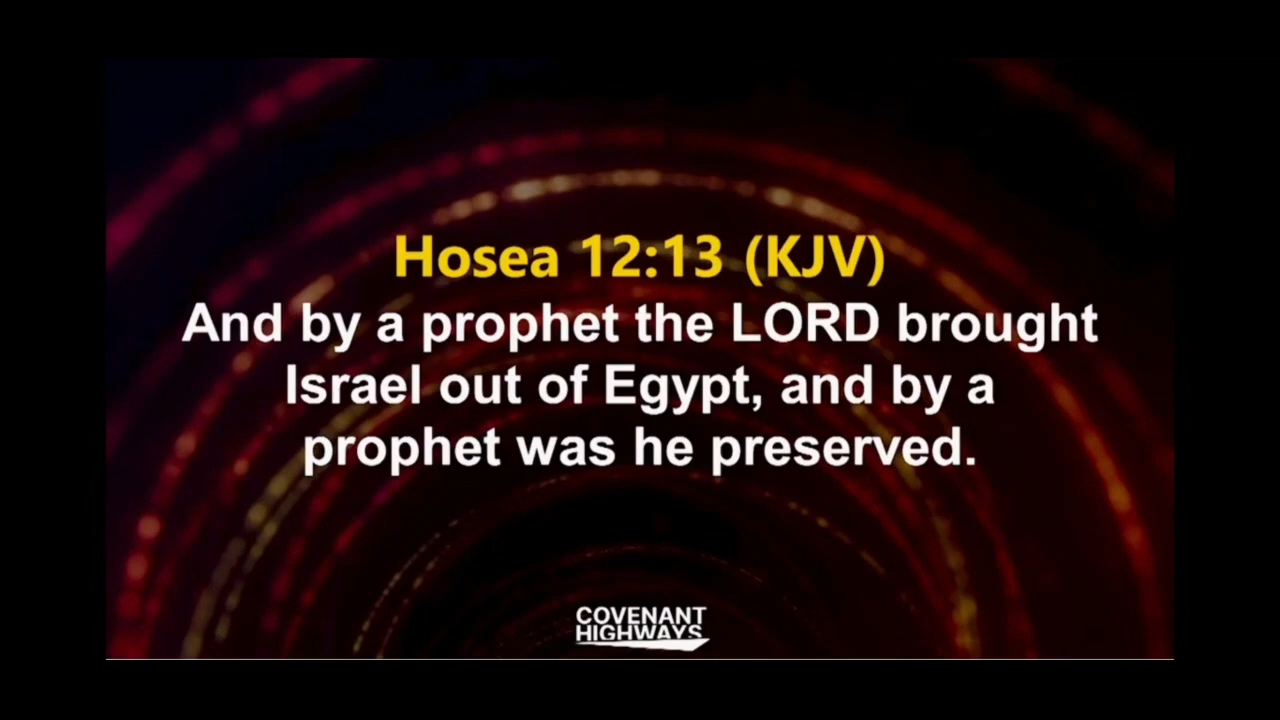 Hosea 12:13 (KJV)
And by a prophet the LORD brought
Israel out of Egypt, and by a
prophet was he preserved.
COVENANT
HIGHWAYS